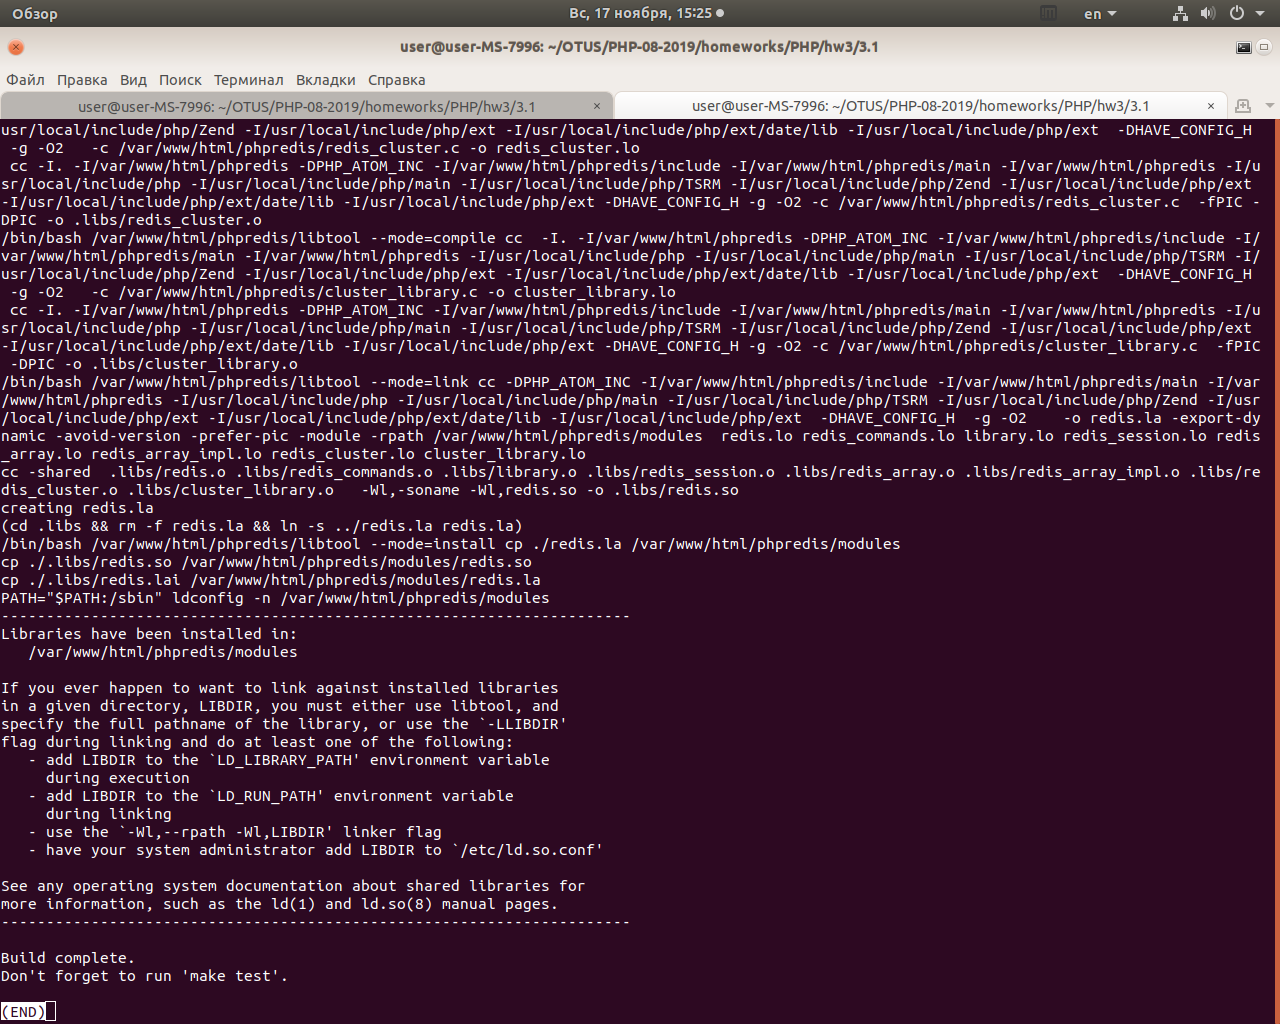 Обзор
Вс, 17 ноября, 15:25
en
user@user-MS-7996: ~/OTUS/PHP-08-2019/homeworks/PHP/hw3/3.1
Файл Правка Вид Поиск Терминал Вкладки Справка
user@user-MS-7996: ~/OTUS/PHP-08-2019/homeworks/PHP/hw3/3.1 ×
user@user-MS-7996: ~/OTUS/PHP-08-2019/homeworks/PHP/hw3/3.1 ×
usr/local/include/php/Zend -I/usr/local/include/php/ext -I/usr/local/include/php/ext/date/lib -I/usr/local/include/php/ext  -DHAVE_CONFIG_H
 -g -O2   -c /var/www/html/phpredis/redis_cluster.c -o redis_cluster.lo
 cc -I. -I/var/www/html/phpredis -DPHP_ATOM_INC -I/var/www/html/phpredis/include -I/var/www/html/phpredis/main -I/var/www/html/phpredis -I/u
sr/local/include/php -I/usr/local/include/php/main -I/usr/local/include/php/TSRM -I/usr/local/include/php/Zend -I/usr/local/include/php/ext
-I/usr/local/include/php/ext/date/lib -I/usr/local/include/php/ext -DHAVE_CONFIG_H -g -O2 -c /var/www/html/phpredis/redis_cluster.c  -fPIC -
DPIC -o .libs/redis_cluster.o
/bin/bash /var/www/html/phpredis/libtool --mode=compile cc  -I. -I/var/www/html/phpredis -DPHP_ATOM_INC -I/var/www/html/phpredis/include -I/
var/www/html/phpredis/main -I/var/www/html/phpredis -I/usr/local/include/php -I/usr/local/include/php/main -I/usr/local/include/php/TSRM -I/
usr/local/include/php/Zend -I/usr/local/include/php/ext -I/usr/local/include/php/ext/date/lib -I/usr/local/include/php/ext  -DHAVE_CONFIG_H
 -g -O2   -c /var/www/html/phpredis/cluster_library.c -o cluster_library.lo
 cc -I. -I/var/www/html/phpredis -DPHP_ATOM_INC -I/var/www/html/phpredis/include -I/var/www/html/phpredis/main -I/var/www/html/phpredis -I/u
sr/local/include/php -I/usr/local/include/php/main -I/usr/local/include/php/TSRM -I/usr/local/include/php/Zend -I/usr/local/include/php/ext
-I/usr/local/include/php/ext/date/lib -I/usr/local/include/php/ext -DHAVE_CONFIG_H -g -O2 -c /var/www/html/phpredis/cluster_library.c  -fPIC
 -DPIC -o .libs/cluster_library.o
/bin/bash /var/www/html/phpredis/libtool --mode=link cc -DPHP_ATOM_INC -I/var/www/html/phpredis/include -I/var/www/html/phpredis/main -I/var
/www/html/phpredis -I/usr/local/include/php -I/usr/local/include/php/main -I/usr/local/include/php/TSRM -I/usr/local/include/php/Zend -I/usr
/local/include/php/ext -I/usr/local/include/php/ext/date/lib -I/usr/local/include/php/ext  -DHAVE_CONFIG_H  -g -O2   -o redis.la -export-dy
namic -avoid-version -prefer-pic -module -rpath /var/www/html/phpredis/modules  redis.lo redis_commands.lo library.lo redis_session.lo redis
_array.lo redis_array_impl.lo redis_cluster.lo cluster_library.lo
cc -shared  .libs/redis.o .libs/redis_commands.o .libs/library.o .libs/redis_session.o .libs/redis_array.o .libs/redis_array_impl.o .libs/re
dis_cluster.o .libs/cluster_library.o   -Wl,-soname -Wl,redis.so -o .libs/redis.so
creating redis.la
(cd .libs && rm -f redis.la && ln -s ../redis.la redis.la)
/bin/bash /var/www/html/phpredis/libtool --mode=install cp ./redis.la /var/www/html/phpredis/modules
cp ./.libs/redis.so /var/www/html/phpredis/modules/redis.so
cp ./.libs/redis.lai /var/www/html/phpredis/modules/redis.la
PATH="$PATH:/sbin" ldconfig -n /var/www/html/phpredis/modules
----------------------------------------------------------------------
Libraries have been installed in:
   /var/www/html/phpredis/modules
If you ever happen to want to link against installed libraries
in a given directory, LIBDIR, you must either use libtool, and
specify the full pathname of the library, or use the `-LLIBDIR'
flag during linking and do at least one of the following:
   - add LIBDIR to the `LD_LIBRARY_PATH' environment variable
     during execution
   - add LIBDIR to the `LD_RUN_PATH' environment variable
     during linking
   - use the `-Wl,--rpath -Wl,LIBDIR' linker flag
   - have your system administrator add LIBDIR to `/etc/ld.so.conf'
See any operating system documentation about shared libraries for
more information, such as the ld(1) and ld.so(8) manual pages.
----------------------------------------------------------------------
Build complete.
Don't forget to run 'make test'.
(END)